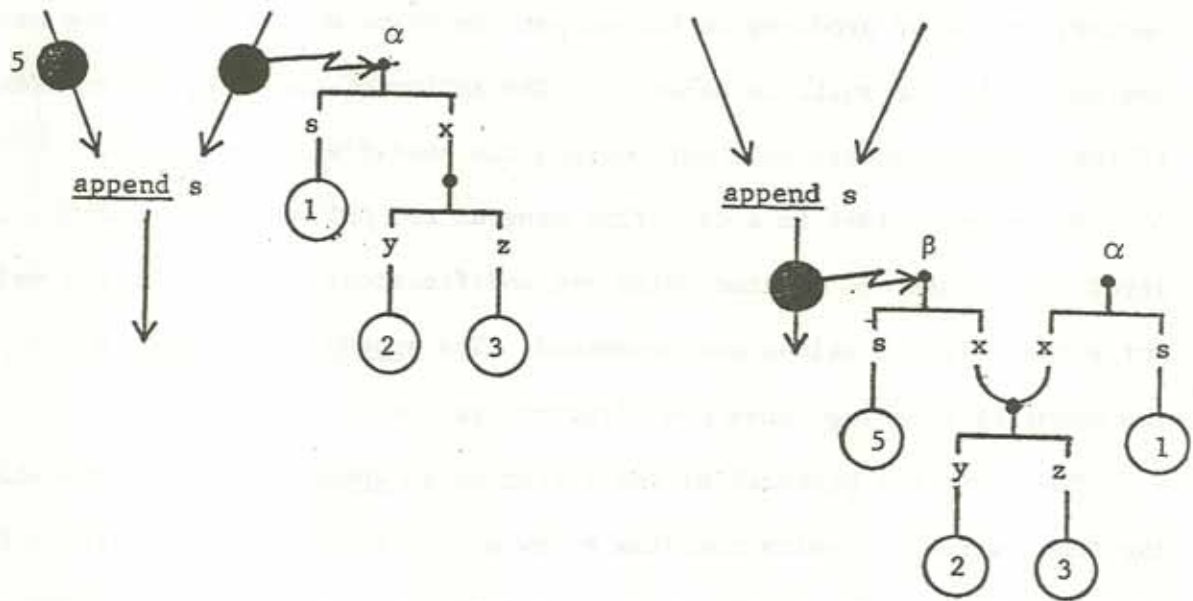 α
5
s x
append s
1
y z
2 3
append s
β α
s x x s
5 1
y z
2 3